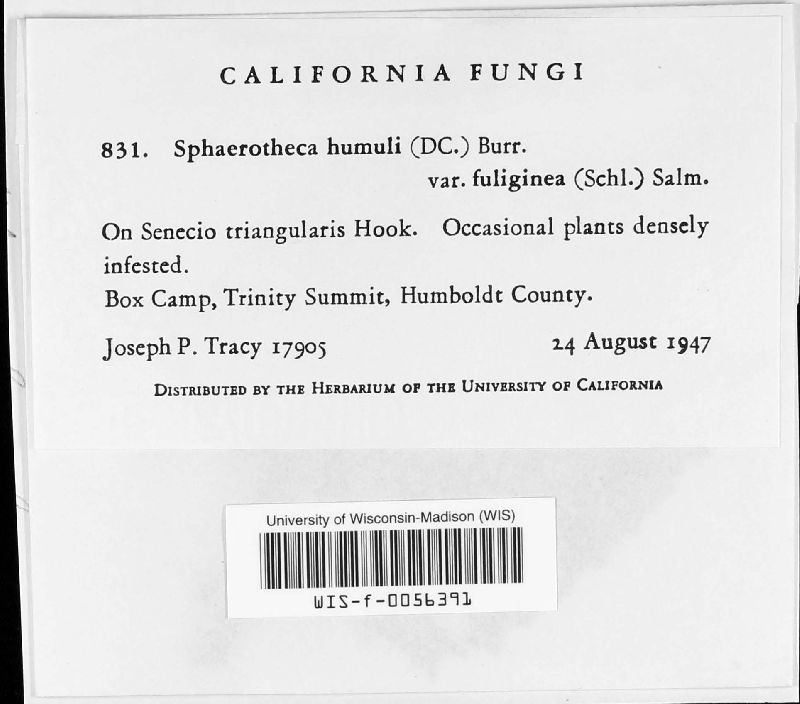 CALIFORNIA FUNGI
831. Sphaerotheca humuli (DC.) Burr.
var. fuliginea (Schl.) Salm.
On Senecio triangularis Hook. Occasional plants densely
infested.
Box Camp, Trinity Summit, Humboldt County.
Joseph P. Tracy 17905 24 August 1947
DISTRIBUTED BY THE HERBARIUM OF THE UNIVERSITY OF CALIFORNIA
University of Wisconsin-Madison (WIS)
WIS-f-0056391